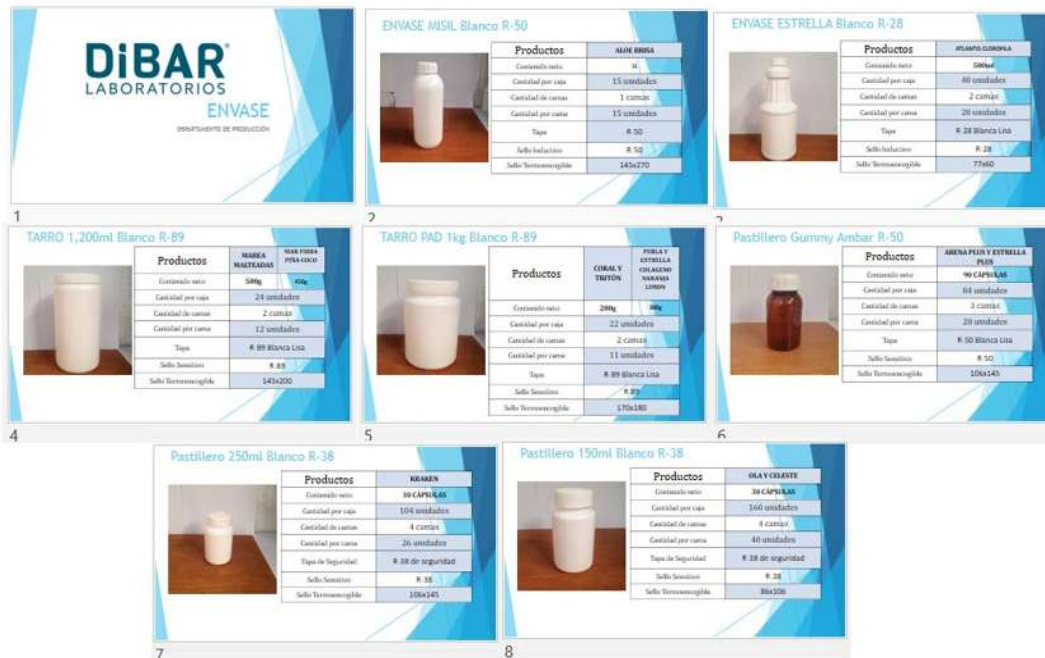 DiBAR
LABORATORIOS
ENVASE
DEPARTAMENTO DE PRODUCCIÓN
1
ENVASE MISIL Blanco R-50
Productos ALOE BRISA
Contenido neto
Cantidad por caja 15 unidades
Cantidad de camas 1 camas
Cantidad por cama 15 unidades
Tapa R 50
Sello Inductivo R 50
Sello Termoencogible 145x270
2
ENVASE ESTRELLA Blanco R-28
Productos ATLANTIS CLOROFILA
Contenido neto 500ml
Cantidad por caja 40 unidades
Cantidad de camas 2 camas
Cantidad por cama 20 unidades
Tapa R 28 Blanca Lisa
Sello Inductivo R 28
Sello Termoencogible 77x60
TARRO 1,200ml Blanco R-89
Productos MAREA MALTEADAS MAR FIBRA PIÑA COCO
Contenido neto 500g
Cantidad por caja 24 unidades
Cantidad de camas 2 camas
Cantidad por cama 12 unidades
Tapa R 89 Blanca Lisa
Sello Sensitivo R 89
Sello Termoencogible 145x200
4
TARRO PAD 1kg Blanco R-89
Productos CORAL Y TRITÓN PERLA Y ESTRELLA COLAGENO NARANJA LIMON
Contenido neto 200g
Cantidad por caja 22 unidades
Cantidad de camas 2 camas
Cantidad por cama 11 unidades
Tapa R 89 Blanca Lisa
Sello Sensitivo R 89
Sello Termoencogible 170x180
5
Pastillero Gummy Ambar R-50
Productos ARENA PLUS Y ESTRELLA PLUS
Contenido neto 90 CÁPSULAS
Cantidad por caja 84 unidades
Cantidad de camas 3 camas
Cantidad por cama 28 unidades
Tapa R 50 Blanca Lisa
Sello Sensitivo R 50
Sello Termoencogible 106x145
6
Pastillero 250ml Blanco R-38
Productos KRAKEN
Contenido neto 30 CÁPSULAS
Cantidad por caja 104 unidades
Cantidad de camas 4 camas
Cantidad por cama 26 unidades
Tapa de Seguridad R 38 de seguridad
Sello Sensitivo R 38
Sello Termoencogible 106x145
7
Pastillero 150ml Blanco R-38
Productos OLA Y CELESTE
Contenido neto 30 CÁPSULAS
Cantidad por caja 160 unidades
Cantidad de camas 4 camas
Cantidad por cama 40 unidades
Tapa de Seguridad R 38 de seguridad
Sello Sensitivo R 38
Sello Termoencogible 86x106
8